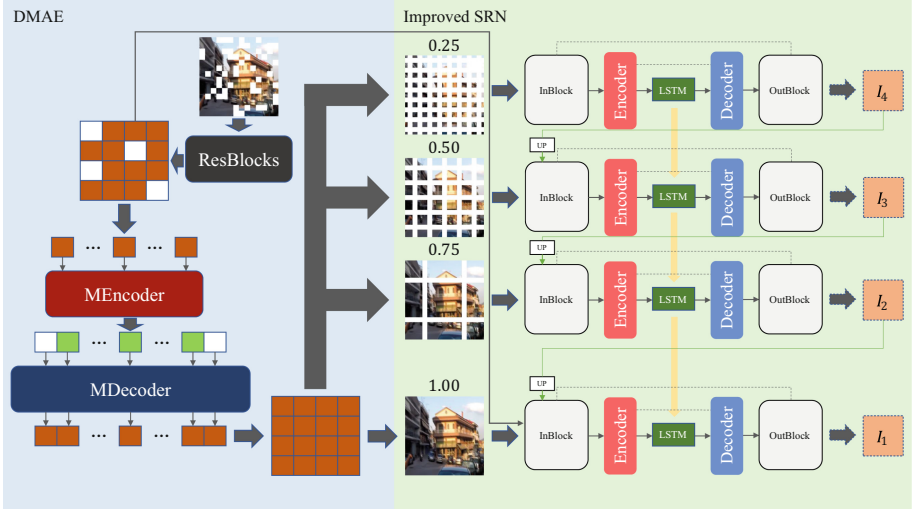 DMAE
Improved SRN
ResBlocks
...
...
MEncoder
...
...
MDecoder
...
...
0.25
InBlock
Encoder
LSTM
Decoder
OutBlock
I4
0.50
UP
InBlock
Encoder
LSTM
Decoder
OutBlock
I3
0.75
UP
InBlock
Encoder
LSTM
Decoder
OutBlock
I2
1.00
UP
InBlock
Encoder
LSTM
Decoder
OutBlock
I1